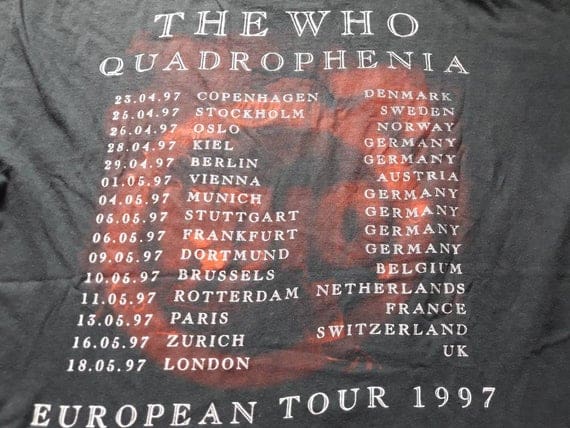 THE WHO
QUADROPHENIA
23.04.97 COPENHAGEN DENMARK
25.04.97 STOCKHOLM SWEDEN
26.04.97 OSLO NORWAY
28.04.97 KIEL GERMANY
29.04.97 BERLIN GERMANY
01.05.97 VIENNA AUSTRIA
04.05.97 MUNICH GERMANY
05.05.97 STUTTGART GERMANY
06.05.97 FRANKFURT GERMANY
09.05.97 DORTMUND GERMANY
10.05.97 BRUSSELS BELGIUM
11.05.97 ROTTERDAM NETHERLANDS
13.05.97 PARIS FRANCE
16.05.97 ZURICH SWITZERLAND
18.05.97 LONDON UK
EUROPEAN TOUR 1997